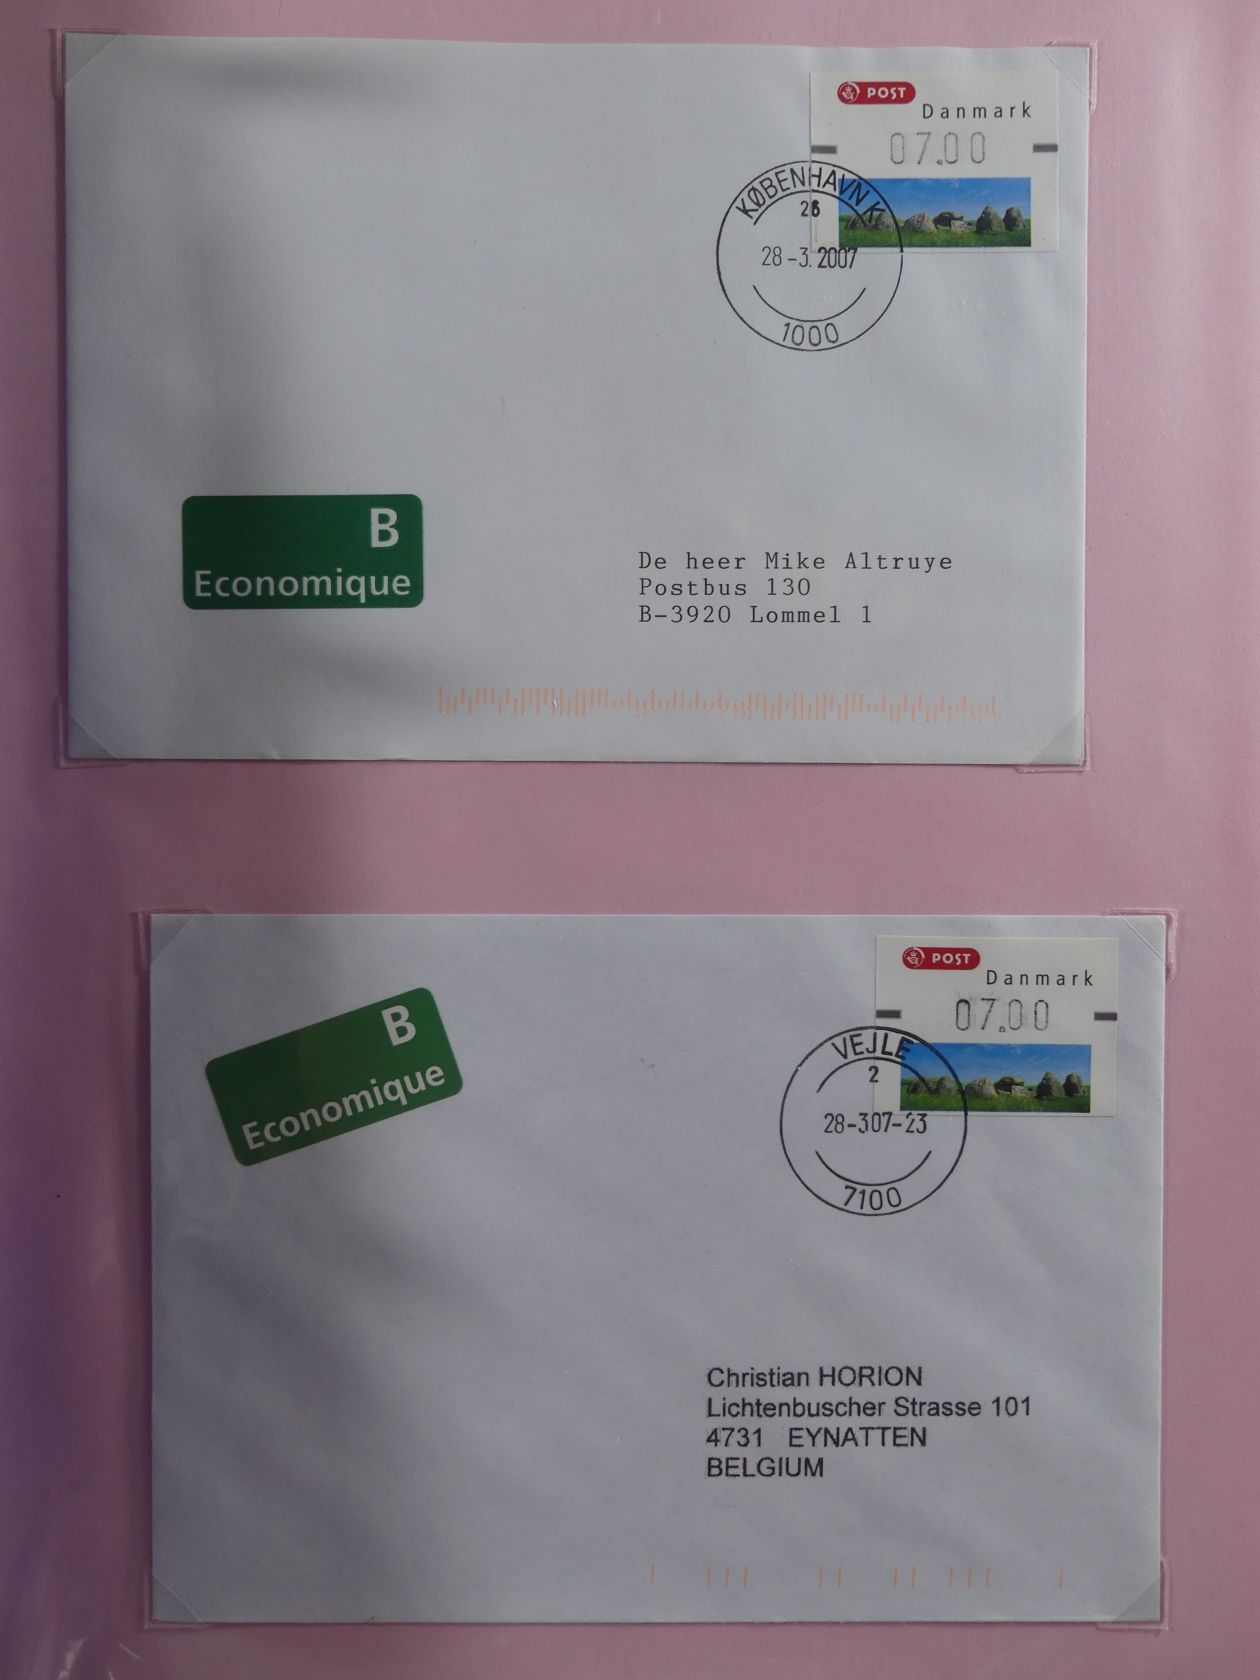 POST
Danmark
07.00
KØBENHAVN K
28-3.2007
1000
B
Economique
De heer Mike Altruye
Postbus 130
B-3920 Lommel 1
POST
Danmark
07.00
VEJLE
2
28-307-23
7100
B
Economique
Christian HORION
Lichtenbuscher Strasse 101
4731 EYNATTEN
BELGIUM